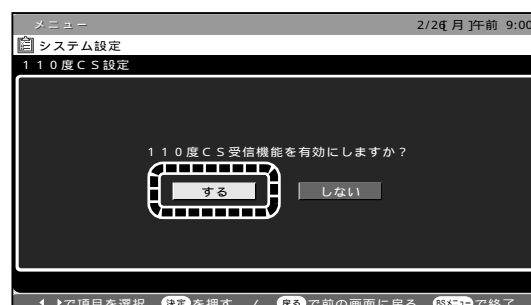 メニュー 2/26[月]午前 9:00
システム設定
110度CS設定
110度CS受信機能を有効にしますか?
する しない
で項目を選択 決定を押す / 戻るで前の画面に戻る BSメニューで終了